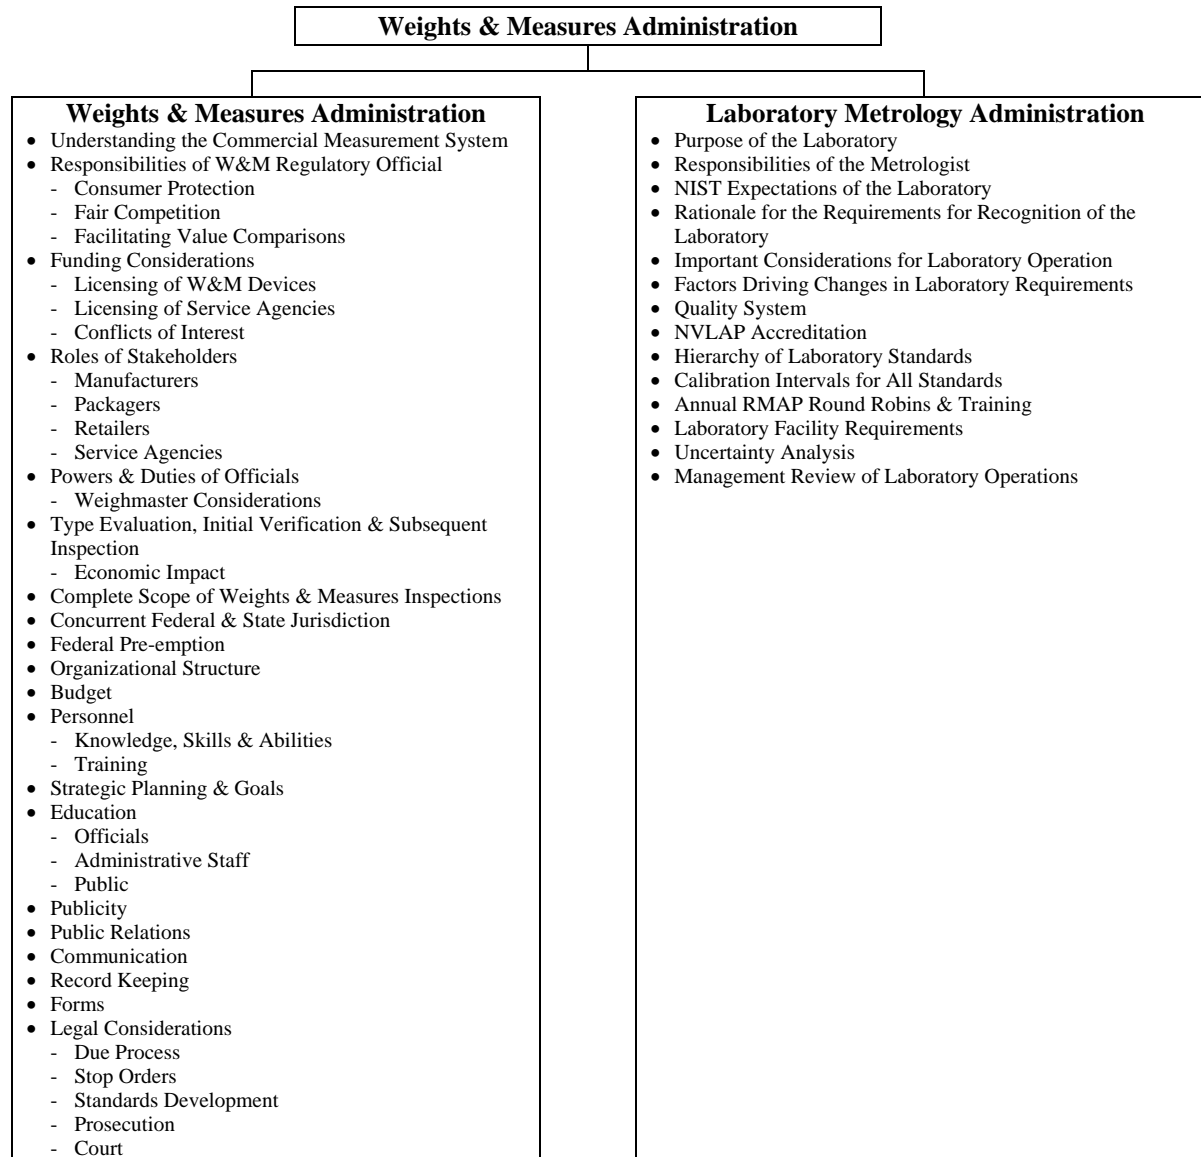 Weights & Measures Administration
Weights & Measures Administration
• Understanding the Commercial Measurement System
• Responsibilities of W&M Regulatory Official
- Consumer Protection
- Fair Competition
- Facilitating Value Comparisons
• Funding Considerations
- Licensing of W&M Devices
- Licensing of Service Agencies
- Conflicts of Interest
• Roles of Stakeholders
- Manufacturers
- Packagers
- Retailers
- Service Agencies
• Powers & Duties of Officials
- Weighmaster Considerations
• Type Evaluation, Initial Verification & Subsequent
Inspection
- Economic Impact
• Complete Scope of Weights & Measures Inspections
• Concurrent Federal & State Jurisdiction
• Federal Pre-emption
• Organizational Structure
• Budget
• Personnel
- Knowledge, Skills & Abilities
- Training
• Strategic Planning & Goals
• Education
- Officials
- Administrative Staff
- Public
• Publicity
• Public Relations
• Communication
• Record Keeping
• Forms
• Legal Considerations
- Due Process
- Stop Orders
- Standards Development
- Prosecution
- Court
Laboratory Metrology Administration
• Purpose of the Laboratory
• Responsibilities of the Metrologist
• NIST Expectations of the Laboratory
• Rationale for the Requirements for Recognition of the
Laboratory
• Important Considerations for Laboratory Operation
• Factors Driving Changes in Laboratory Requirements
• Quality System
• NVLAP Accreditation
• Hierarchy of Laboratory Standards
• Calibration Intervals for All Standards
• Annual RMAP Round Robins & Training
• Laboratory Facility Requirements
• Uncertainty Analysis
• Management Review of Laboratory Operations